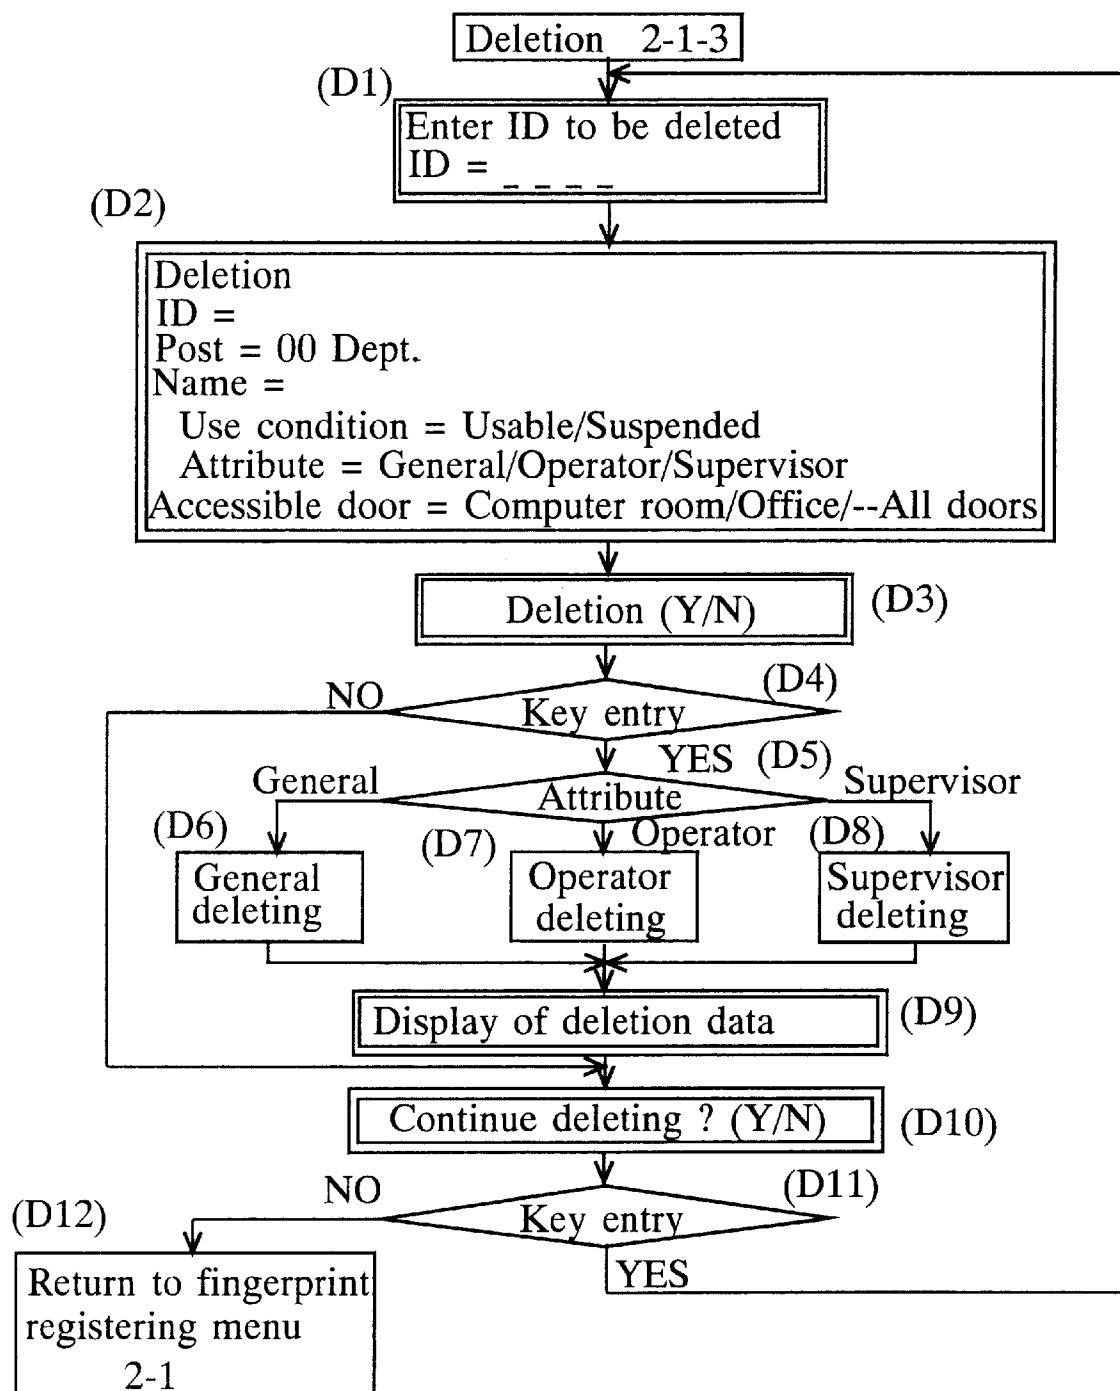 Deletion 2-1-3
(D1)
Enter ID to be deleted
ID = _ _ _ _
(D2)
Deletion
ID =
Post = 00 Dept.
Name =
Use condition = Usable/Suspended
Attribute = General/Operator/Supervisor
Accessible door = Computer room/Office/--All doors
Deletion (Y/N)
(D3)
(D4)
NO
Key entry
YES
(D5)
General
Attribute
Supervisor
(D6)
(D7)
Operator
(D8)
General
deleting
Operator
deleting
Supervisor
deleting
Display of deletion data
(D9)
Continue deleting ? (Y/N)
(D10)
NO
(D11)
Key entry
(D12)
YES
Return to fingerprint
registering menu
2-1